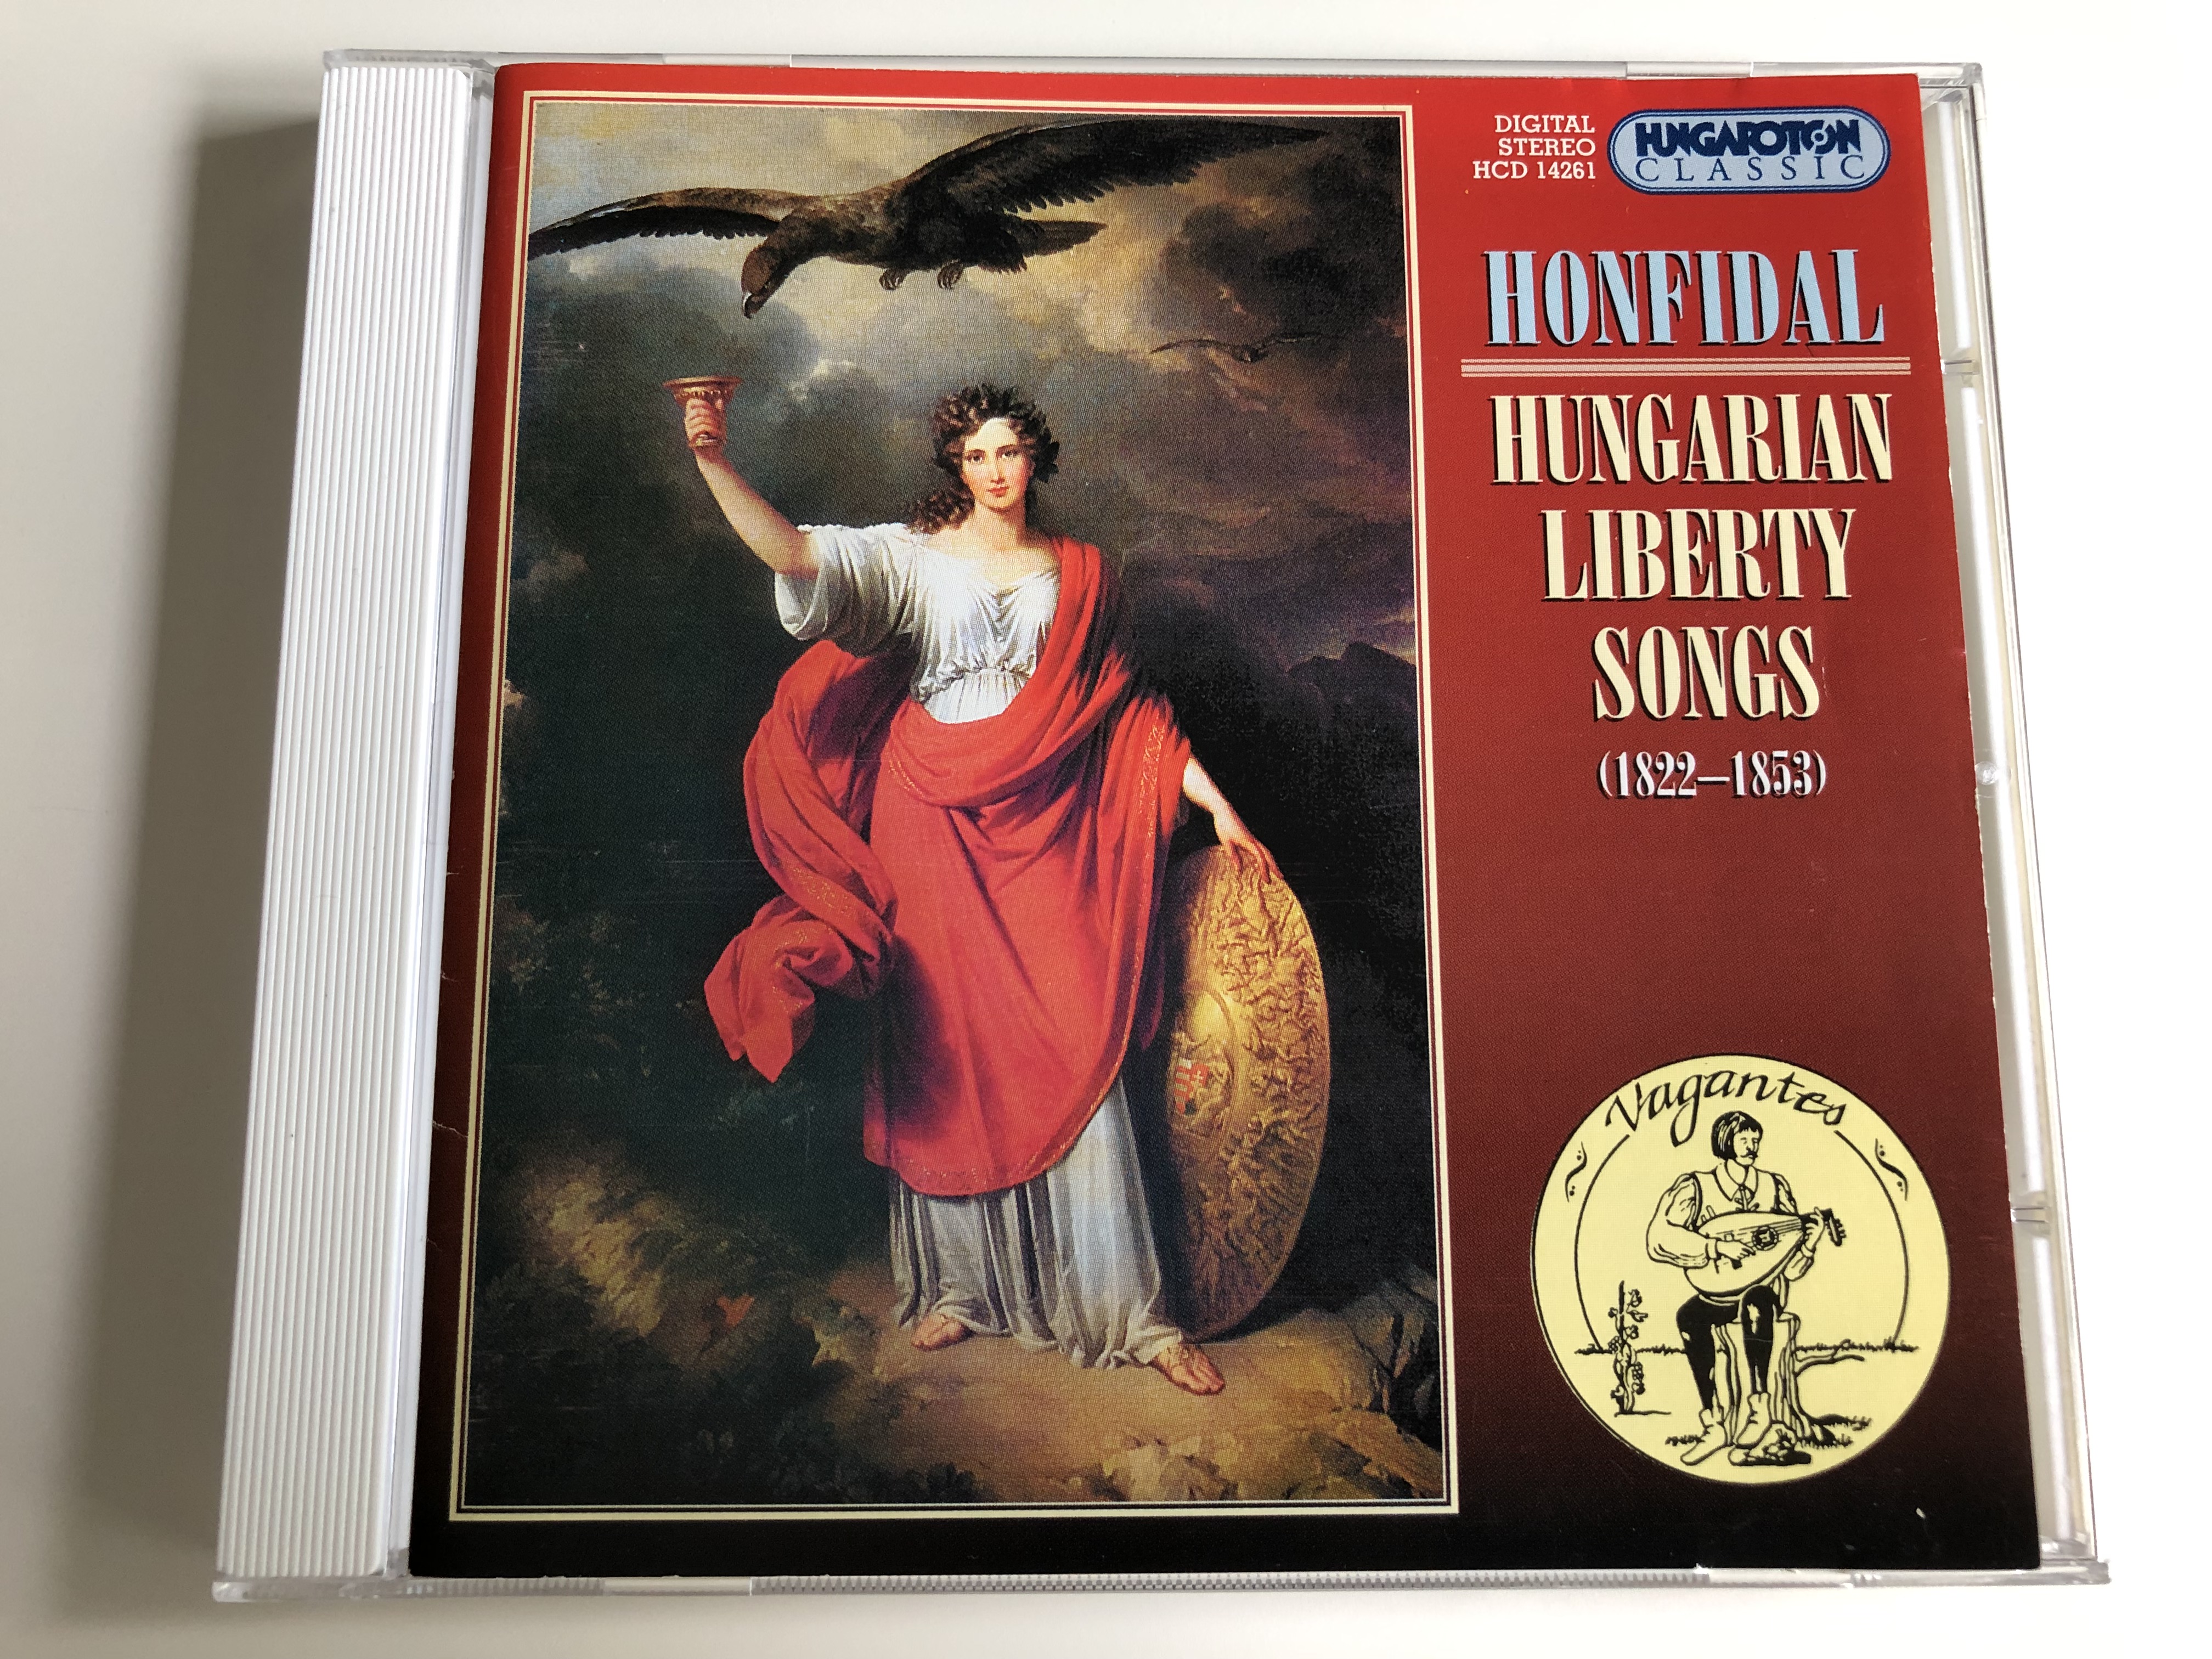 DIGITAL
STEREO
HCD 14261
HUNGAROTON
CLASSIC
HONFIDAL
HUNGARIAN
LIBERTY
SONGS
(1822–1853)
Vagantes